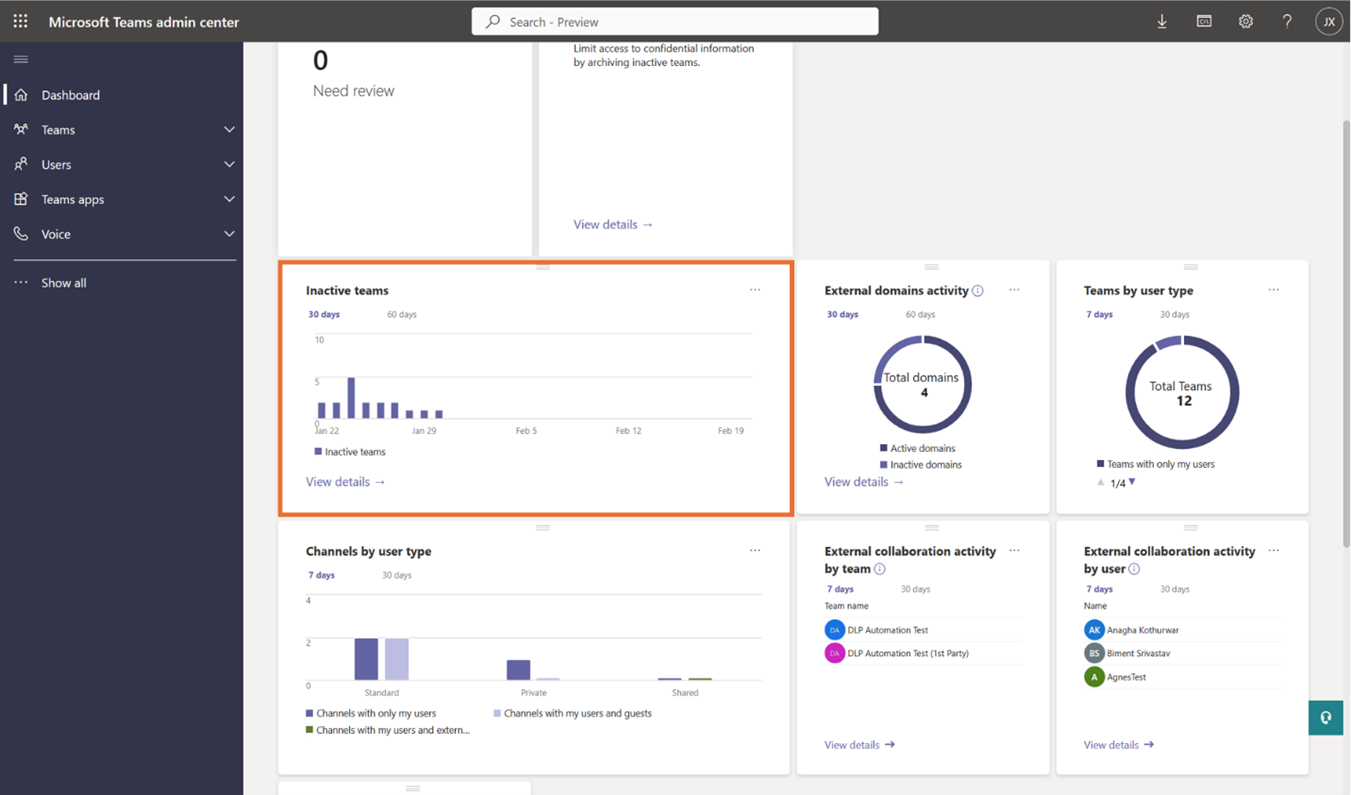 Microsoft Teams admin center
Search - Preview
JX
Dashboard
Teams
Users
Teams apps
Voice
Show all
0
Need review
Limit access to confidential information
by archiving inactive teams.
View details →
Inactive teams
30 days 60 days
10
5
0
Jan 22 Jan 29 Feb 5 Feb 12 Feb 19
Inactive teams
View details →
External domains activity
30 days 60 days
Total domains
4
Active domains
Inactive domains
View details →
Teams by user type
7 days 30 days
Total Teams
12
Teams with only my users
1/4
Channels by user type
7 days 30 days
4
2
0
Standard Private Shared
Channels with only my users Channels with my users and guests
Channels with my users and extern...
External collaboration activity
by team
7 days 30 days
Team name
DA DLP Automation Test
DA DLP Automation Test (1st Party)
View details →
External collaboration activity
by user
7 days 30 days
Name
AK Anagha Kothurwar
BS Biment Srivastav
A AgnesTest
View details →